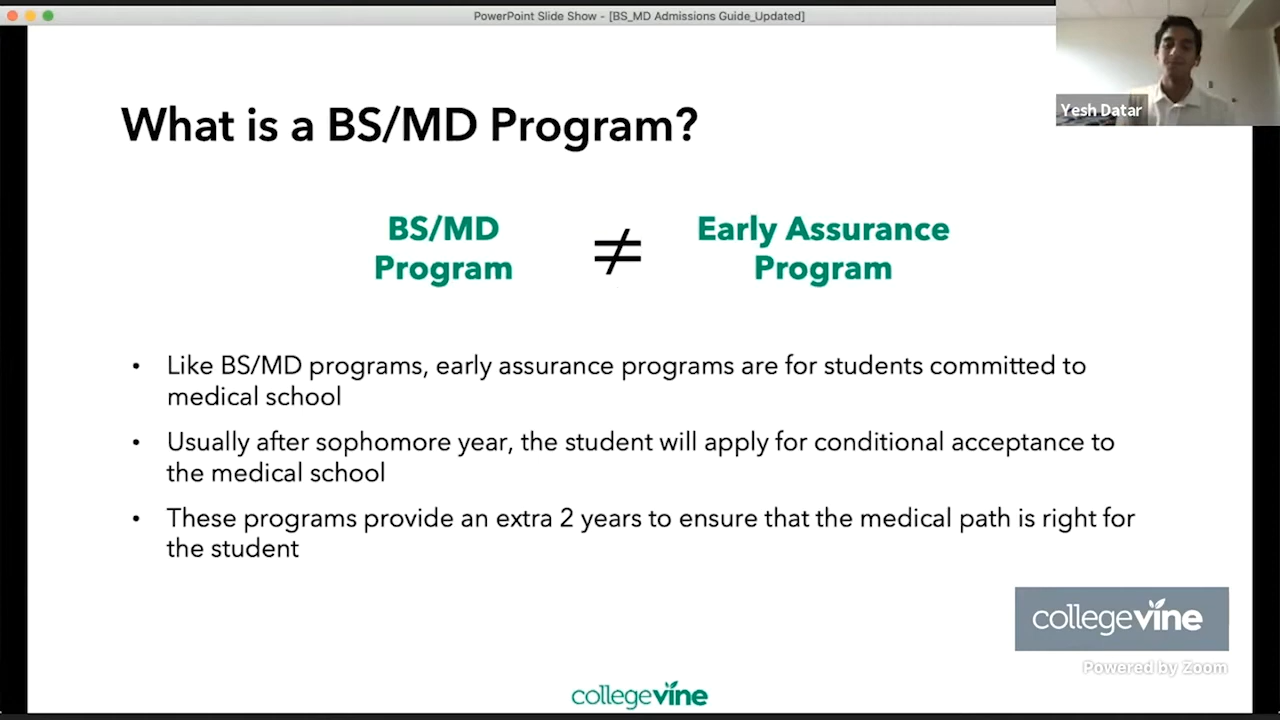 PowerPoint Slide Show - [BS_MD Admissions Guide_Updated]
Yesh Datar
What is a BS/MD Program?
BS/MD
Program
≠
Early Assurance
Program
• Like BS/MD programs, early assurance programs are for students committed to
medical school
• Usually after sophomore year, the student will apply for conditional acceptance to
the medical school
• These programs provide an extra 2 years to ensure that the medical path is right for
the student
collegevine
Powered by Zoom
collegevine